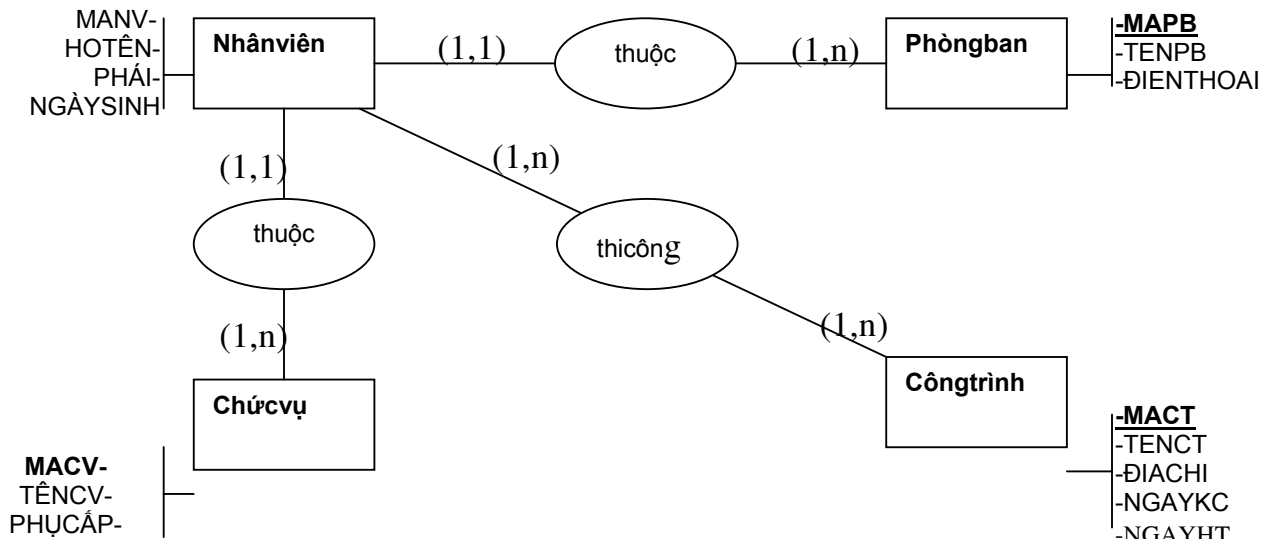 MANV-
HOTÊN-
PHÁI-
NGÀYSINH
Nhânviên
(1,1)
thuộc
(1,n)
Phòngban
-MAPB
-TENPB
-ĐIENTHOAI
(1,1)
(1,n)
thuộc
thicông
(1,n)
(1,n)
Chứcvụ
Côngtrình
MACV-
TÊNCV-
PHỤCẤP-
-MACT
-TENCT
-ĐIACHI
-NGAYKC
-NGAYHT